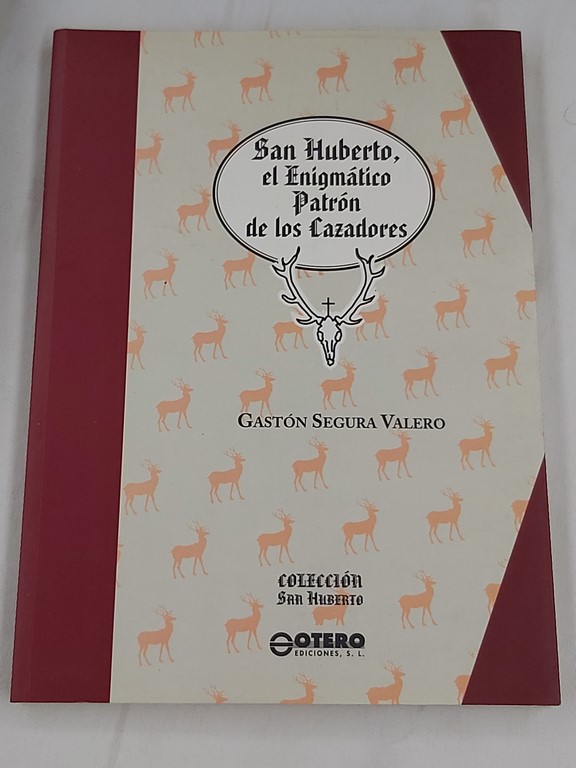 San Huberto,
el Enigmático
Patrón
de los Cazadores
GASTÓN SEGURA VALERO
COLECCIÓN
SAN HUBERTO
OTERO
EDICIONES, S. L.